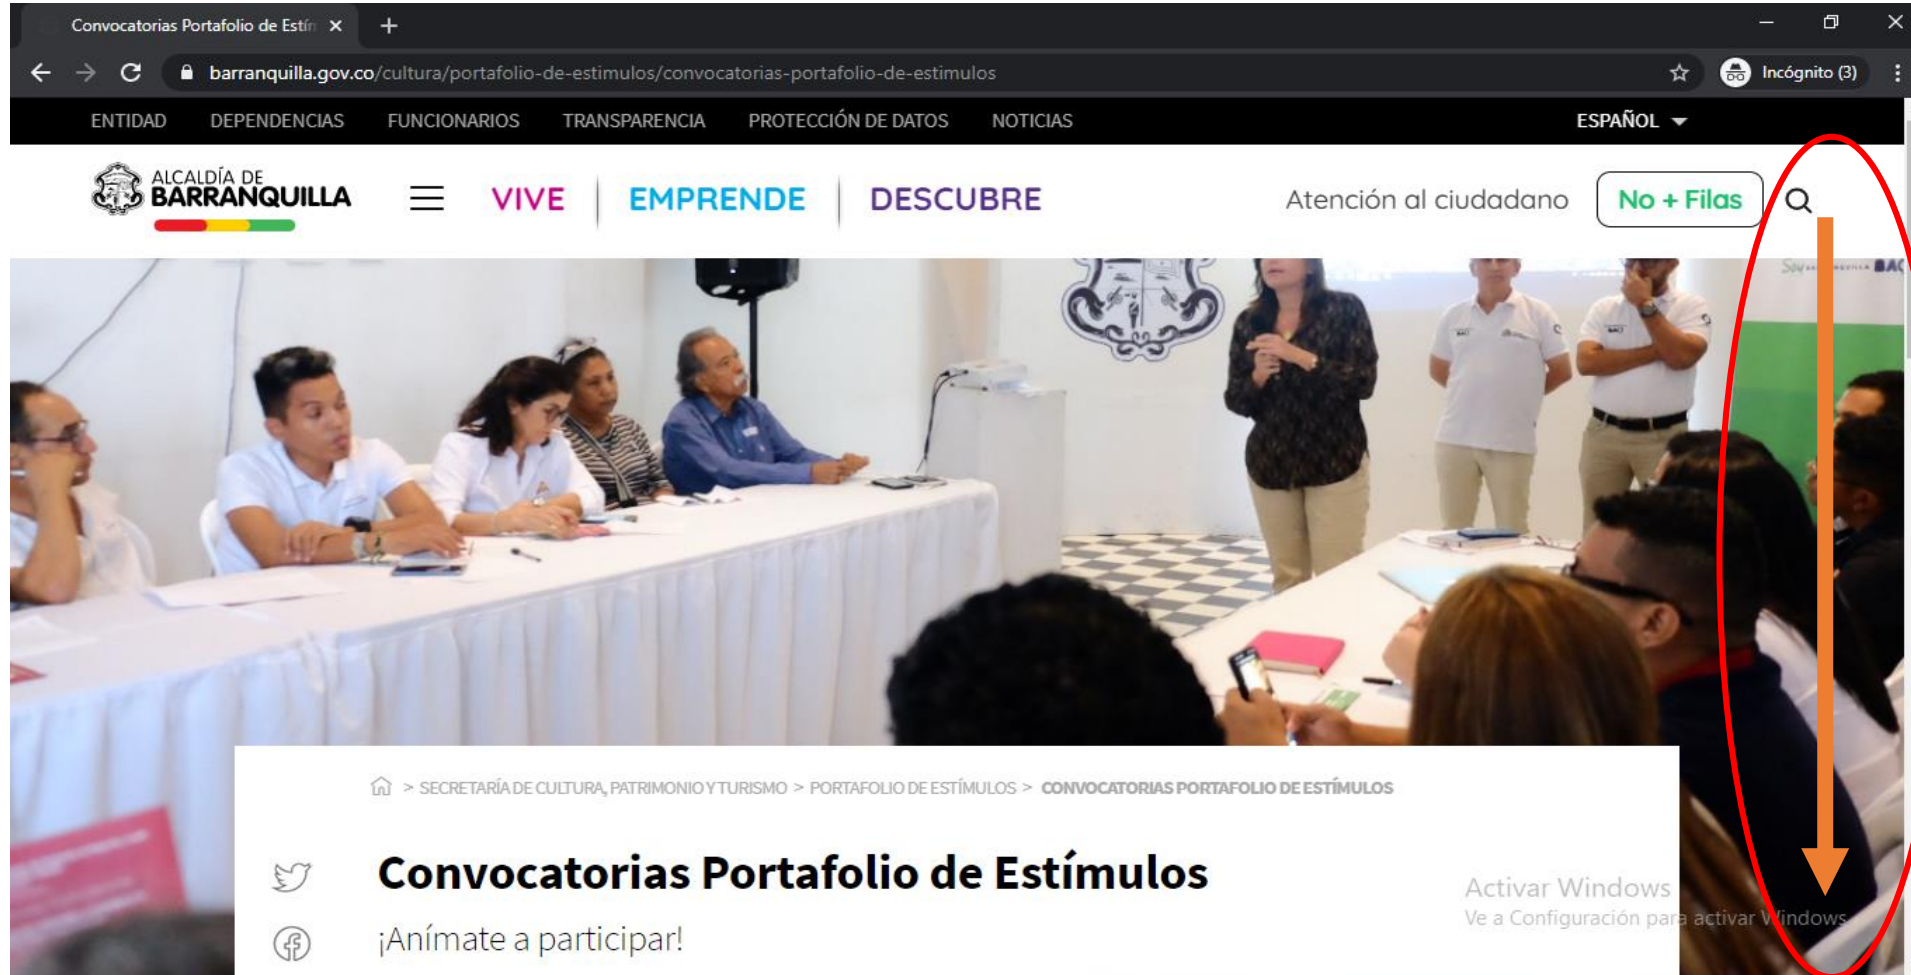 Convocatorias Portafolio de Estím
barranquilla.gov.co/cultura/portafolio-de-estimulos/convocatorias-portafolio-de-estimulos
Incógnito (3)
ENTIDAD DEPENDENCIAS FUNCIONARIOS TRANSPARENCIA PROTECCIÓN DE DATOS NOTICIAS ESPAÑOL
ALCALDÍA DE
BARRANQUILLA
VIVE EMPRENDE DESCUBRE Atención al ciudadano No + Filas
Soy
> SECRETARÍA DE CULTURA, PATRIMONIO Y TURISMO > PORTAFOLIO DE ESTÍMULOS > CONVOCATORIAS PORTAFOLIO DE ESTÍMULOS
Convocatorias Portafolio de Estímulos
¡Anímate a participar!
Activar Windows
Ve a Configuración para activar Windows.